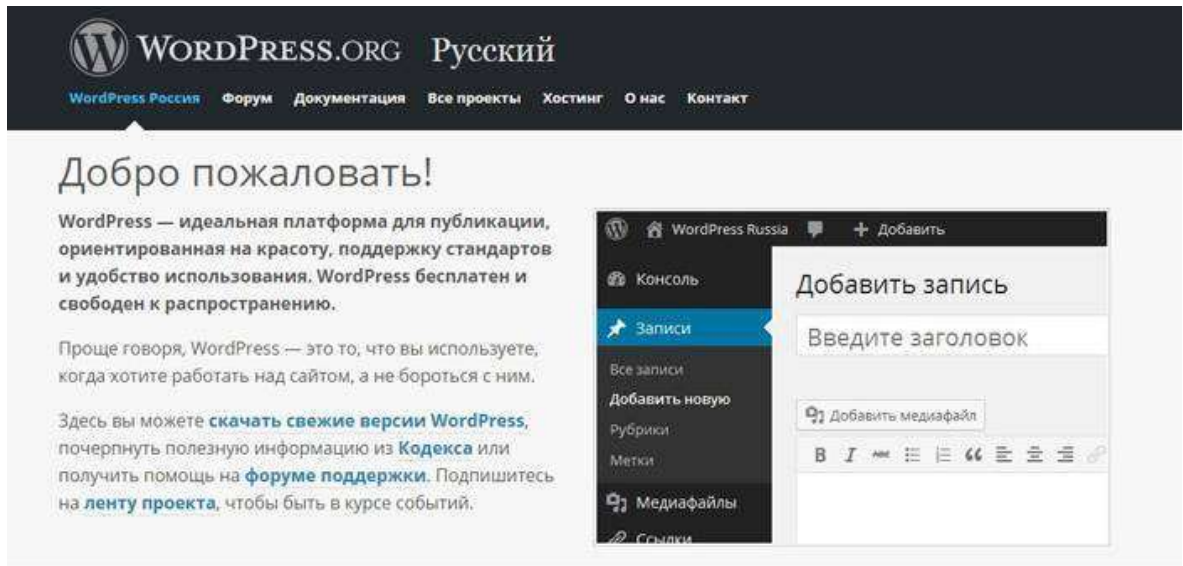 WORDPRESS.ORG Русский
WordPress Россия Форум Документация Все проекты Хостинг О нас Контакт
Добро пожаловать!
WordPress — идеальная платформа для публикации,
ориентированная на красоту, поддержку стандартов
и удобство использования. WordPress бесплатен и
свободен к распространению.
Проще говоря, WordPress — это то, что вы используете,
когда хотите работать над сайтом, а не бороться с ним.
Здесь вы можете скачать свежие версии WordPress,
почерпнуть полезную информацию из Кодекса или
получить помощь на форуме поддержки. Подпишитесь
на ленту проекта, чтобы быть в курсе событий.
WordPress Russia + Добавить
Консоль
Записи
Все записи
Добавить новую
Рубрики
Метки
Медиафайлы
Ссылки
Добавить запись
Введите заголовок
Добавить медиафайл
B I ABC